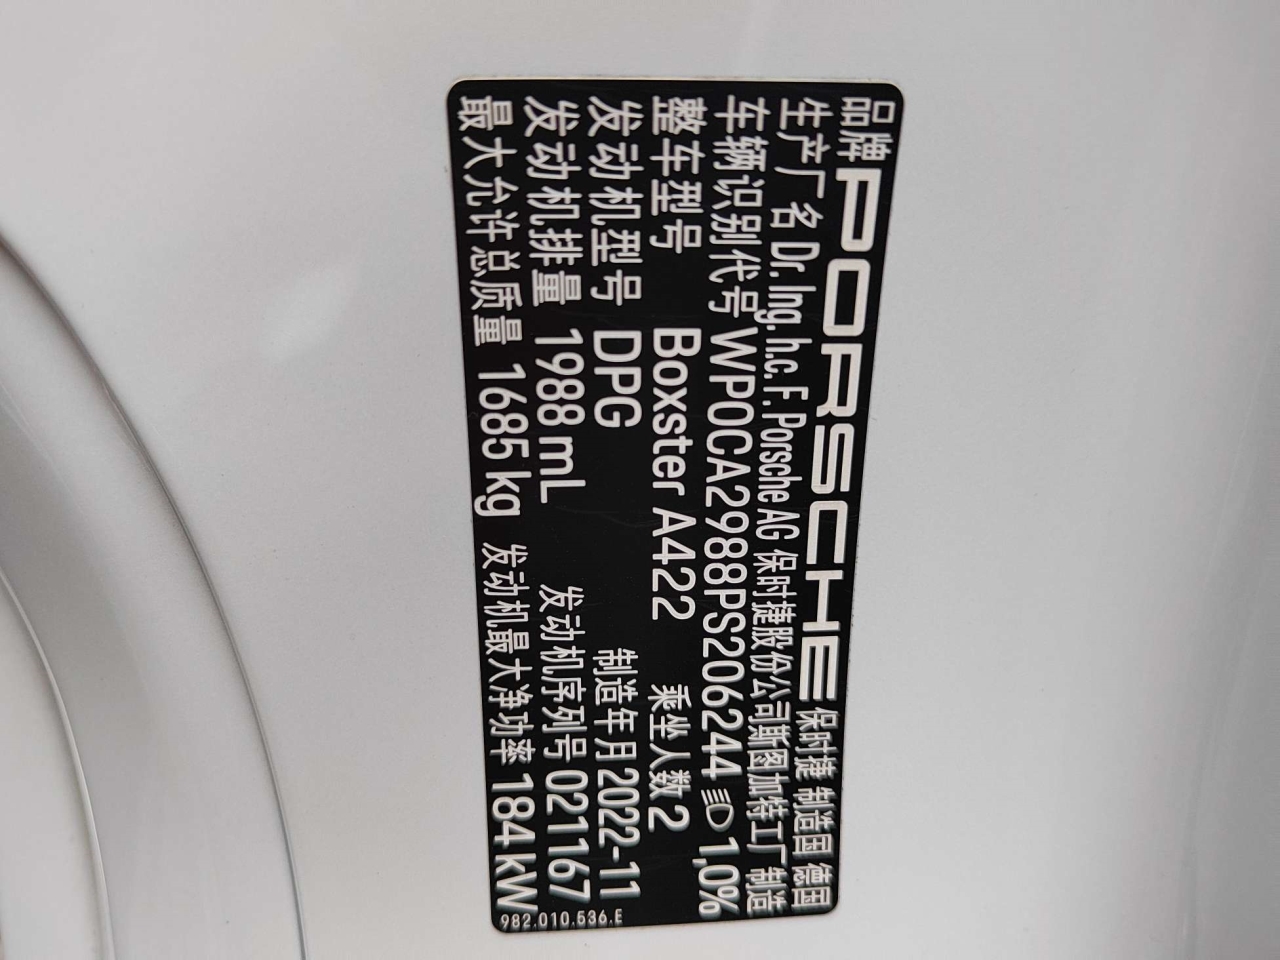 品牌 PORSCHE 保时捷 制造国 德国
生产厂名 Dr. Ing. h.c. F. Porsche AG 保时捷股份公司斯图加特工厂 制造
车辆识别代号 WP0CA2988PS206244 1,0%
整车型号 Boxster A422 乘坐人数 2
发动机型号 DPG 制造年月 2022-11
发动机排量 1988 mL 发动机序列号 021167
最大允许总质量 1685 kg 发动机最大净功率 184 kW
982.010.536.E